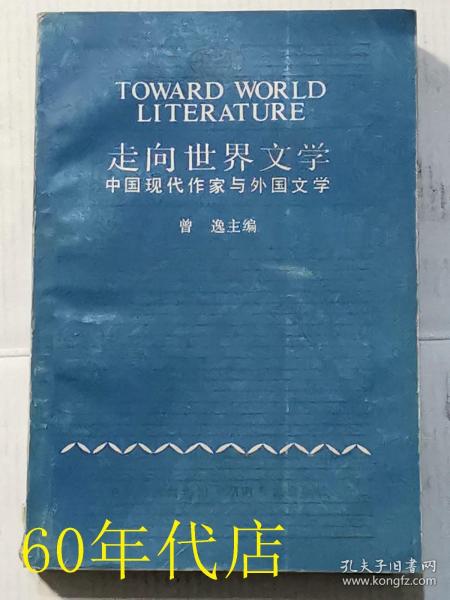 TOWARD WORLD
LITERATURE
走向世界文学
中国现代作家与外国文学
曾 逸主编
60年代店
孔夫子旧书网
www.kongfz.com